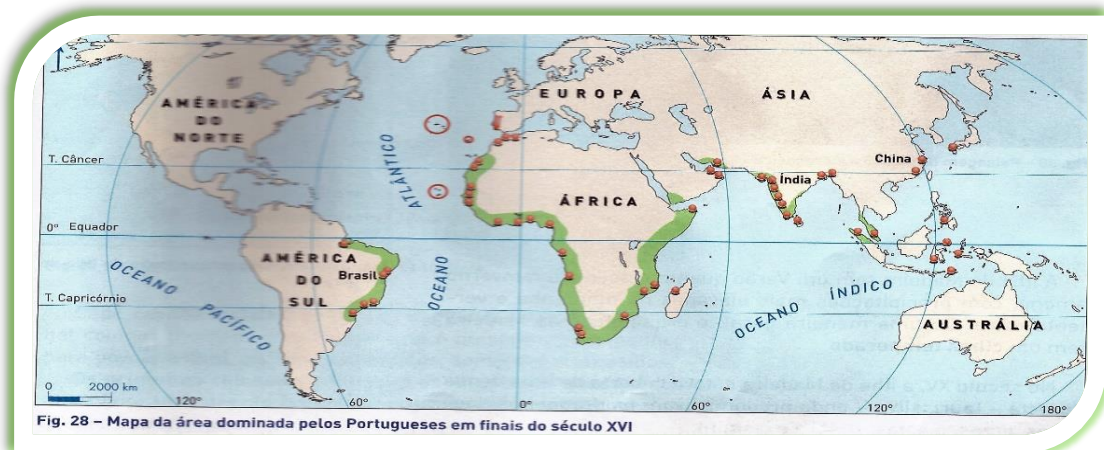 AMÉRICA
DO
NORTE
EUROPA
ÁSIA
T. Câncer
ATLÂNTICO
China
Índia
ÁFRICA
0º Equador
AMÉRICA
DO
SUL
Brasil
OCEANO
PACÍFICO
OCEANO
OCEANO
ÍNDICO
T. Capricórnio
AUSTRÁLIA
0
2000 km
120°
60°
0°
60°
120°
180°
Fig. 28 – Mapa da área dominada pelos Portugueses em finais do século XVI